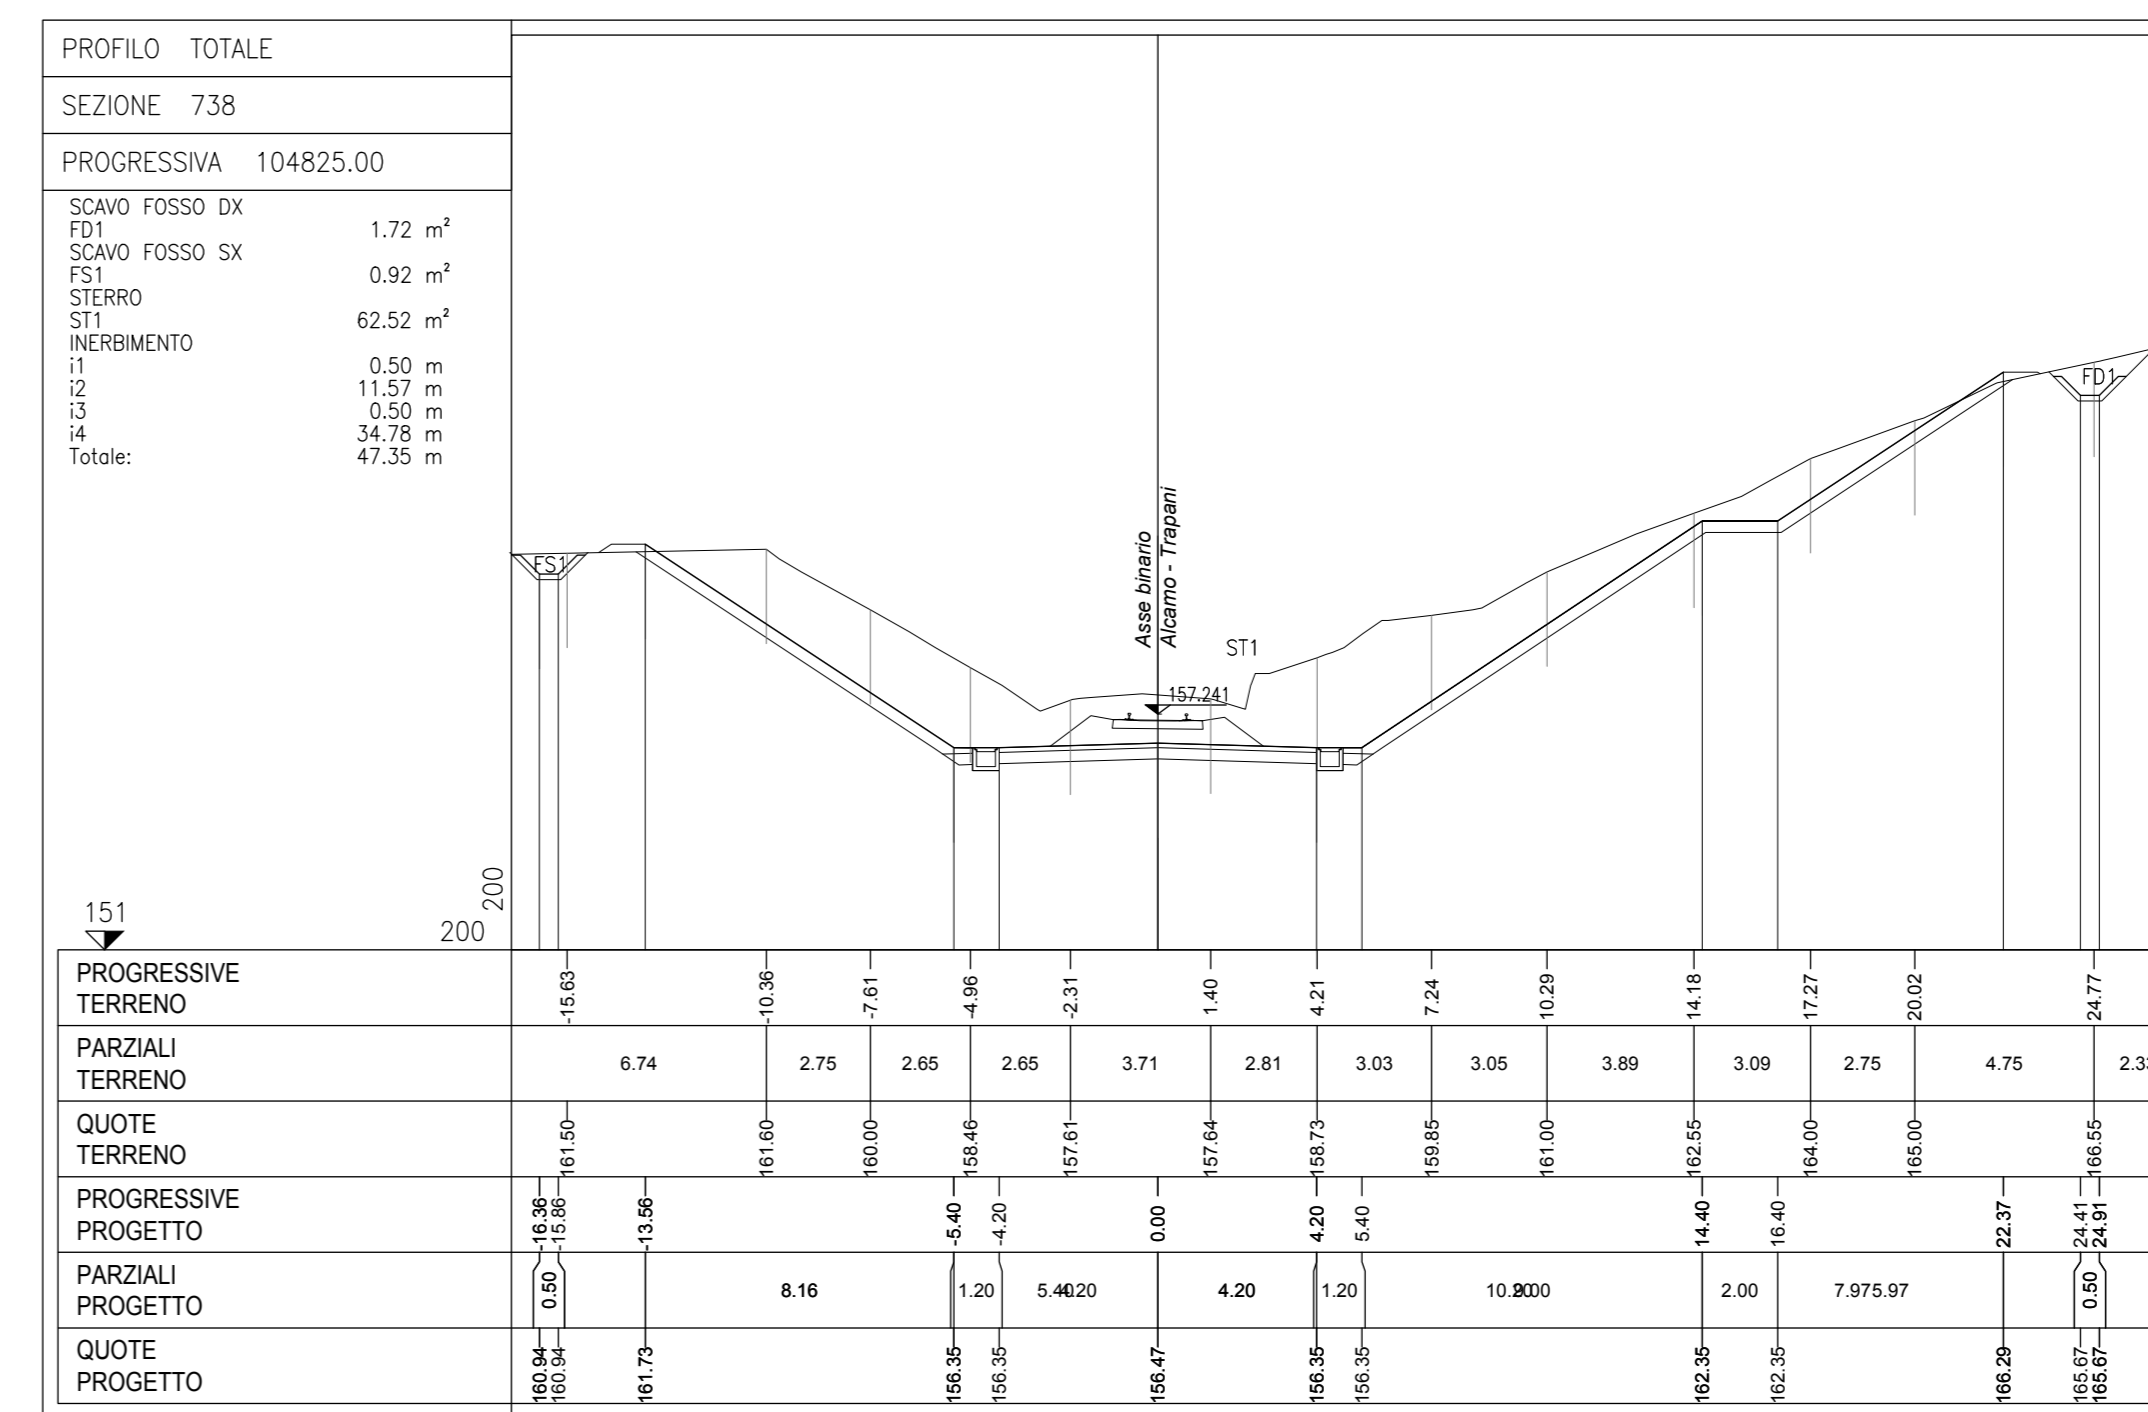 PROFILO TOTALE
SEZIONE 738
PROGRESSIVA 104825.00
SCAVO FOSSO DX
FD1 1.72 m²
SCAVO FOSSO SX
FS1 0.92 m²
STERRO
ST1 62.52 m²
INERBIMENTO
i1 0.50 m
i2 11.57 m
i3 0.50 m
i4 34.78 m
Totale: 47.35 m
FD1
FS1
Asse binario
Alcamo - Trapani
ST1
157.241
151
200
200
PROGRESSIVE
TERRENO
-15.63 -10.36 -7.61 -4.96 -2.31 1.40 4.21 7.24 10.29 14.18 17.27 20.02 24.77
PARZIALI
TERRENO
6.74 2.75 2.65 2.65 3.71 2.81 3.03 3.05 3.89 3.09 2.75 4.75
QUOTE
TERRENO
161.50 161.60 160.00 158.46 157.61 157.64 158.73 159.85 161.00 162.55 164.00 165.00 166.55
PROGRESSIVE
PROGETTO
-16.36 -15.86 -13.56 -5.40 -4.20 0.00 4.20 5.40 14.40 16.40 22.37 24.41 24.91
PARZIALI
PROGETTO
0.50 8.16 1.20 5.40 4.20 4.20 1.20 2.00 7.97 5.97 0.50
QUOTE
PROGETTO
160.94 160.94 161.73 156.35 156.35 156.47 156.35 156.35 162.35 162.35 166.29 165.67 165.67